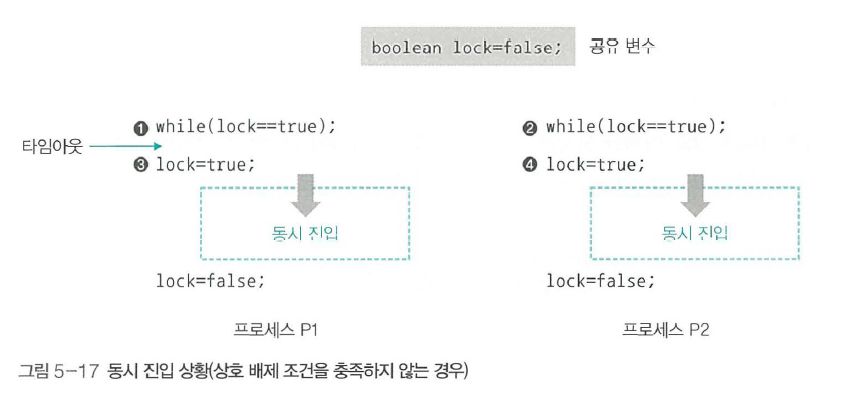 boolean lock=false; 공유 변수
❶ while(lock==true);
타임아웃
❸ lock=true;
동시 진입
lock=false;
프로세스 P1
❷ while(lock==true);
❹ lock=true;
동시 진입
lock=false;
프로세스 P2
그림 5-17 동시 진입 상황(상호 배제 조건을 충족하지 않는 경우)